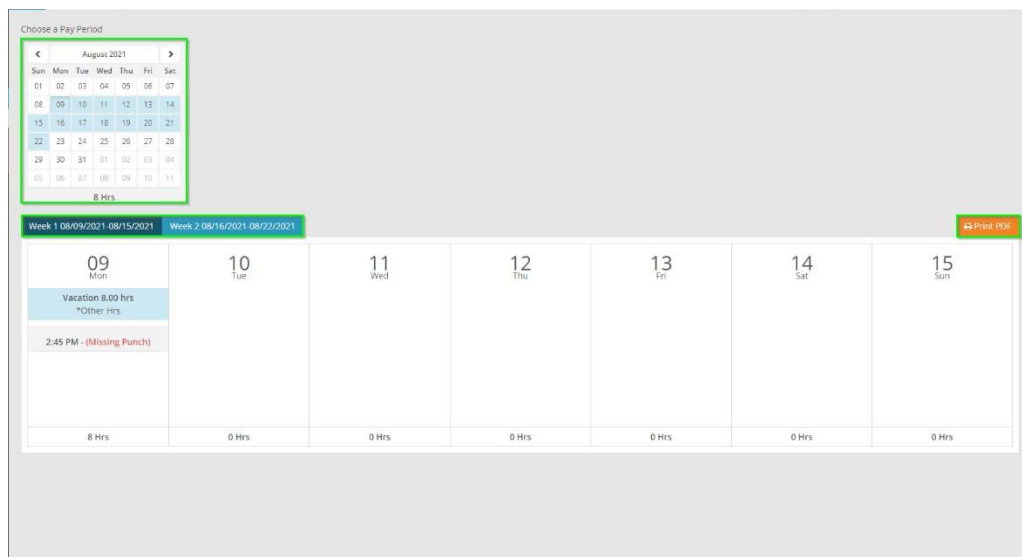 Choose a Pay Period
August 2021
Sun Mon Tue Wed Thu Fri Sat
01 02 03 04 05 06 07
08 09 10 11 12 13 14
15 16 17 18 19 20 21
22 23 24 25 26 27 28
29 30 31 01 02 03 04
05 06 07 08 09 10 11
8 Hrs
Week 1 08/09/2021-08/15/2021 Week 2 08/16/2021-08/22/2021 Print PDF
09 10 11 12 13 14 15
Mon Tue Wed Thu Fri Sat Sun
Vacation 8.00 hrs
*Other Hrs
2:45 PM - (Missing Punch)
8 Hrs 0 Hrs 0 Hrs 0 Hrs 0 Hrs 0 Hrs 0 Hrs